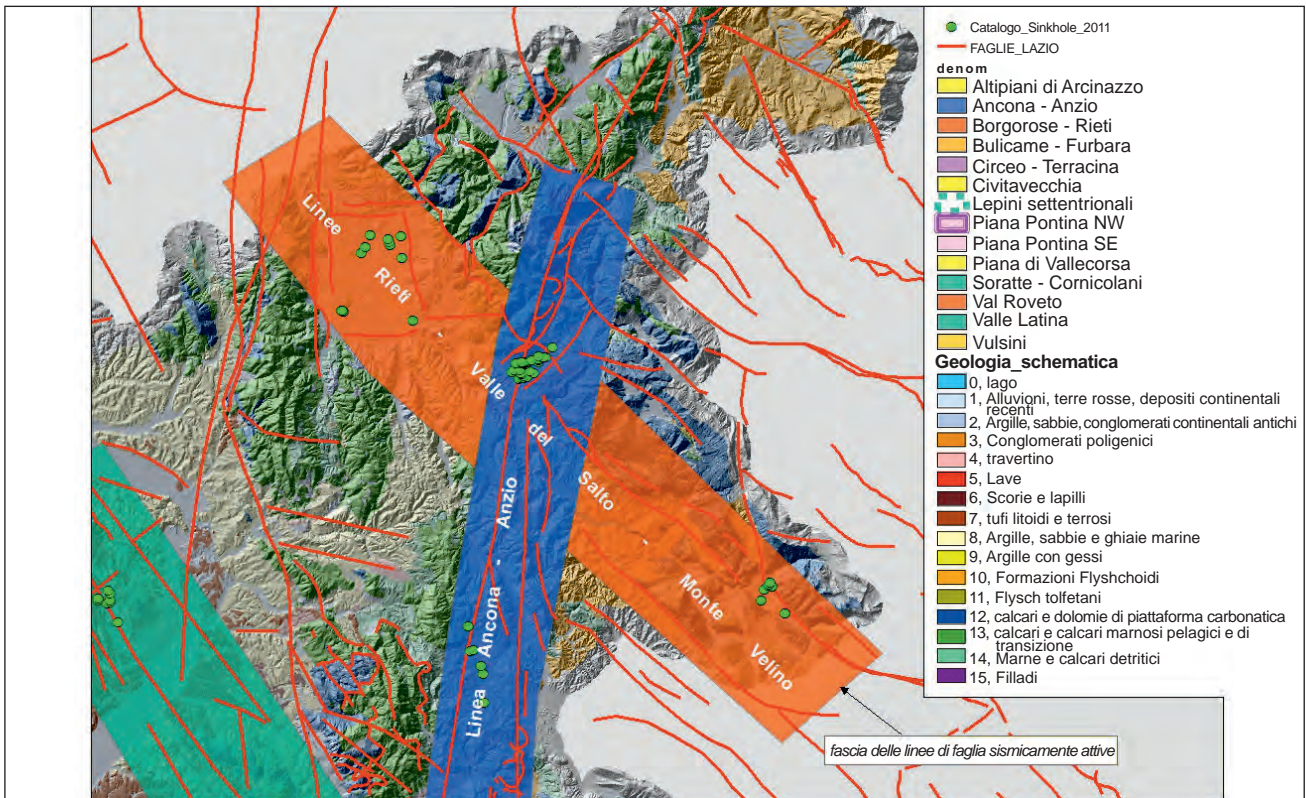 Catalogo_Sinkhole_2011
FAGLIE_LAZIO
denom
Altipiani di Arcinazzo
Ancona - Anzio
Borgorose - Rieti
Bulicame - Furbara
Circeo - Terracina
Civitavecchia
Lepini settentrionali
Piana Pontina NW
Piana Pontina SE
Piana di Vallecorsa
Soratte - Cornicolani
Val Roveto
Valle Latina
Vulsini
Geologia_schematica
0, lago
1, Alluvioni, terre rosse, depositi continentali
recenti
2, Argille, sabbie, conglomerati continentali antichi
3, Conglomerati poligenici
4, travertino
5, Lave
6, Scorie e lapilli
7, tufi litoidi e terrosi
8, Argille, sabbie e ghiaie marine
9, Argille con gessi
10, Formazioni Flyshchoidi
11, Flysch tolfetani
12, calcari e dolomie di piattaforma carbonatica
13, calcari e calcari marnosi pelagici e di
transizione
14, Marne e calcari detritici
15, Filladi
Linee Rieti - Valle del Salto - Monte Velino
Linea Ancona - Anzio
fascia delle linee di faglia sismicamente attive